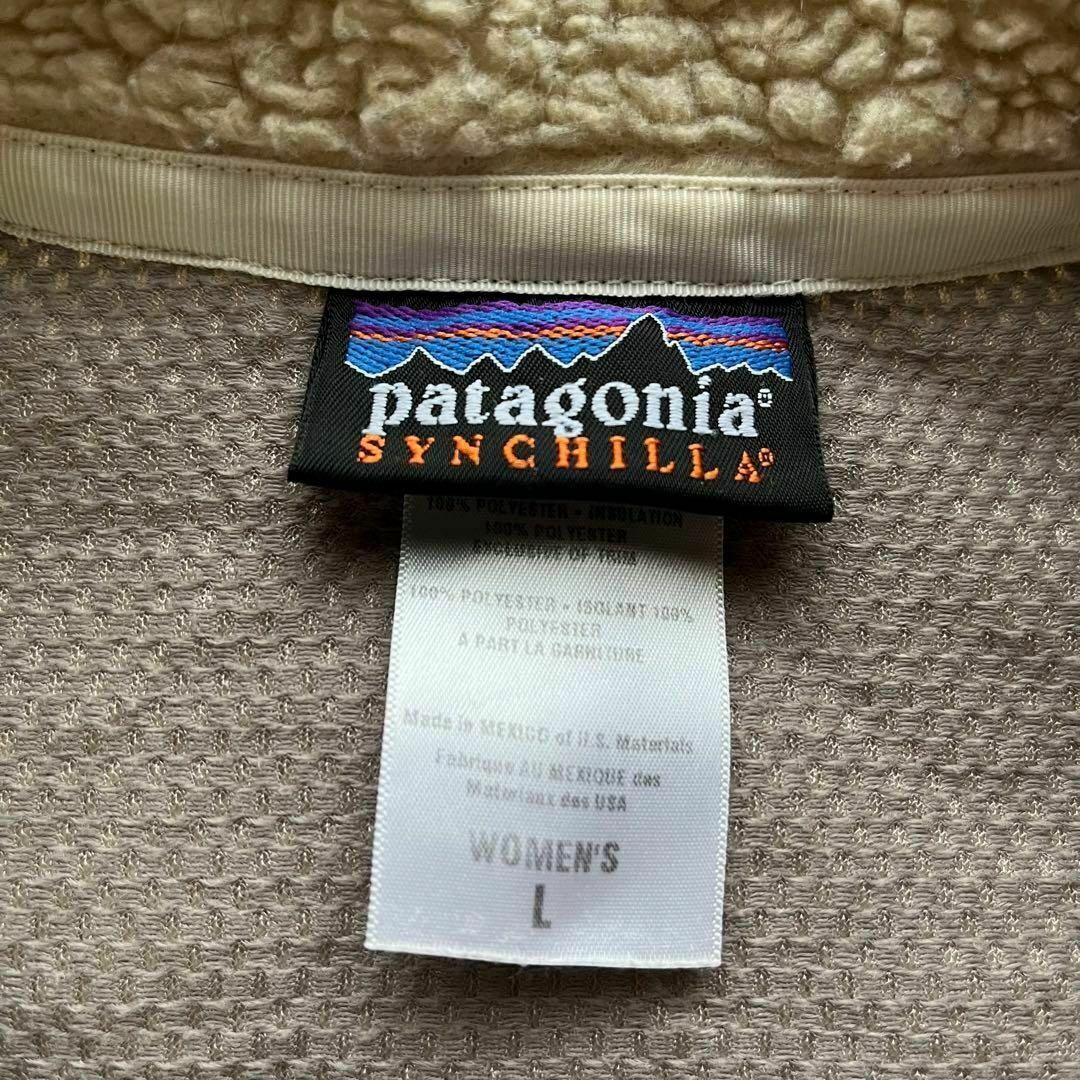 patagonia®
SYNCHILLA®
100% POLYESTER • INSOLATION
100% POLYESTER
EXCLUSIVE OF TRIM
100% POLYESTER • ISOLANT 100%
POLYESTER
A PART LA GARNITURE
Made in MEXICO of U.S. Materials
Fabrique AU MEXIQUE des
Materiaux des USA
WOMEN'S
L